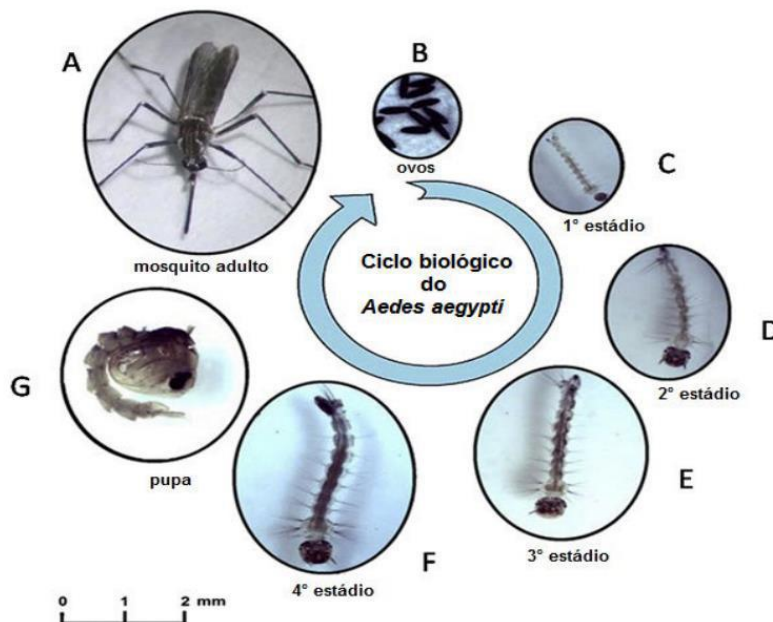 A
B
ovos
C
1° estádio
mosquito adulto
Ciclo biológico
do
Aedes aegypti
D
2° estádio
G
pupa
E
3° estádio
F
4° estádio
0 1 2 mm